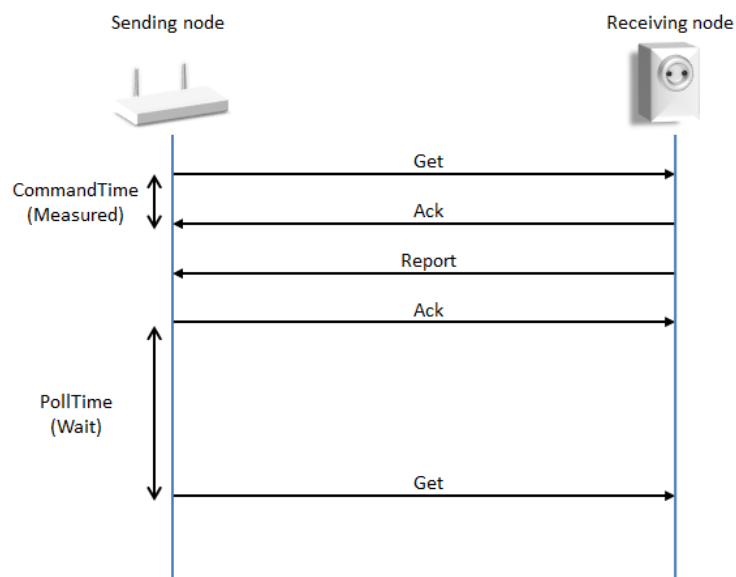 Sending node
Receiving node
Get
CommandTime
(Measured)
Ack
Report
Ack
PollTime
(Wait)
Get